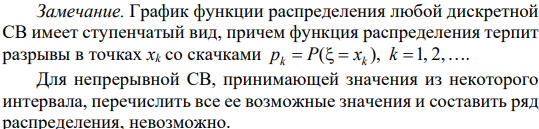 Замечание. График функции распределения любой дискретной
СВ имеет ступенчатый вид, причем функция распределения терпит
разрывы в точках xₖ со скачками pₖ = P(ξ = xₖ), k = 1, 2, ….
Для непрерывной СВ, принимающей значения из некоторого
интервала, перечислить все ее возможные значения и составить ряд
распределения, невозможно.